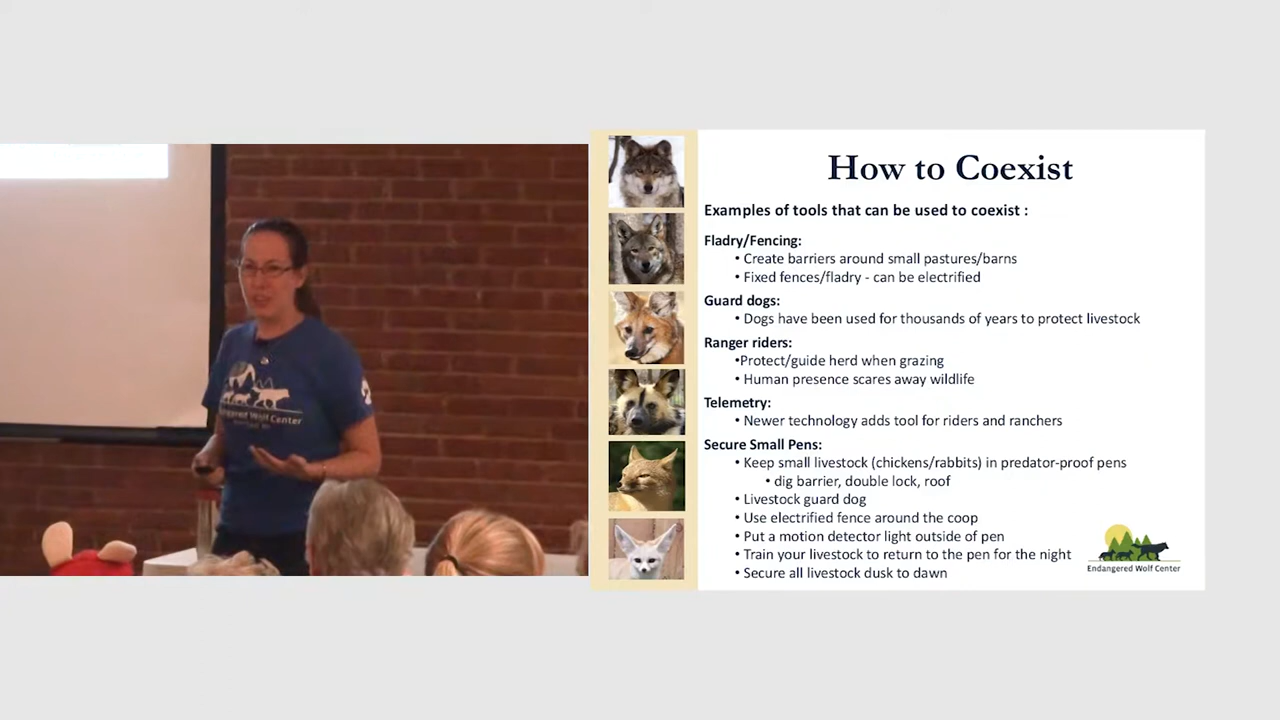 ndangered Wolf Center
How to Coexist
Examples of tools that can be used to coexist :
Fladry/Fencing:
• Create barriers around small pastures/barns
• Fixed fences/fladry - can be electrified
Guard dogs:
• Dogs have been used for thousands of years to protect livestock
Ranger riders:
•Protect/guide herd when grazing
• Human presence scares away wildlife
Telemetry:
• Newer technology adds tool for riders and ranchers
Secure Small Pens:
• Keep small livestock (chickens/rabbits) in predator-proof pens
• dig barrier, double lock, roof
• Livestock guard dog
• Use electrified fence around the coop
• Put a motion detector light outside of pen
• Train your livestock to return to the pen for the night
• Secure all livestock dusk to dawn
Endangered Wolf Center